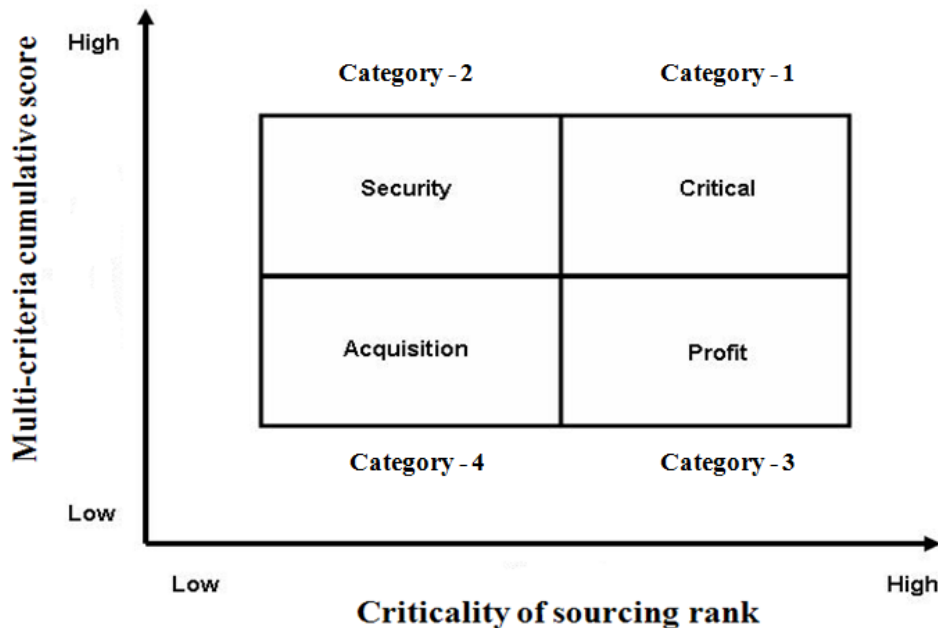 High
Category - 2
Category - 1
Multi-criteria cumulative score
Security
Critical
Acquisition
Profit
Category - 4
Category - 3
Low
Low
High
Criticality of sourcing rank